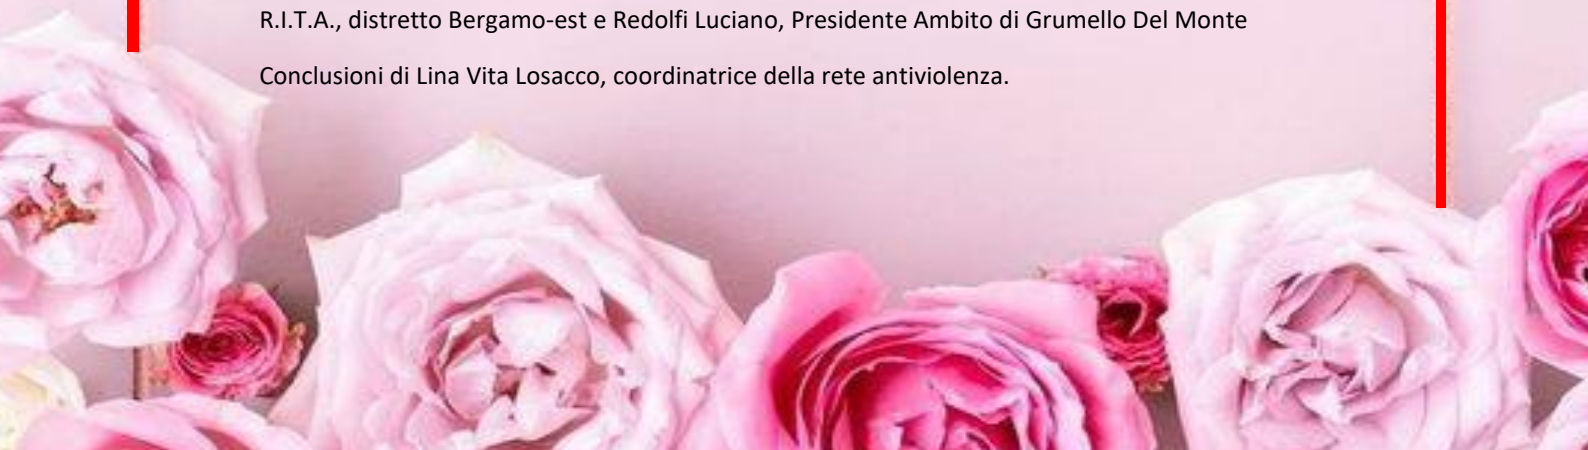 R.I.T.A., distretto Bergamo-est e Redolfi Luciano, Presidente Ambito di Grumello Del Monte
Conclusioni di Lina Vita Losacco, coordinatrice della rete antiviolenza.